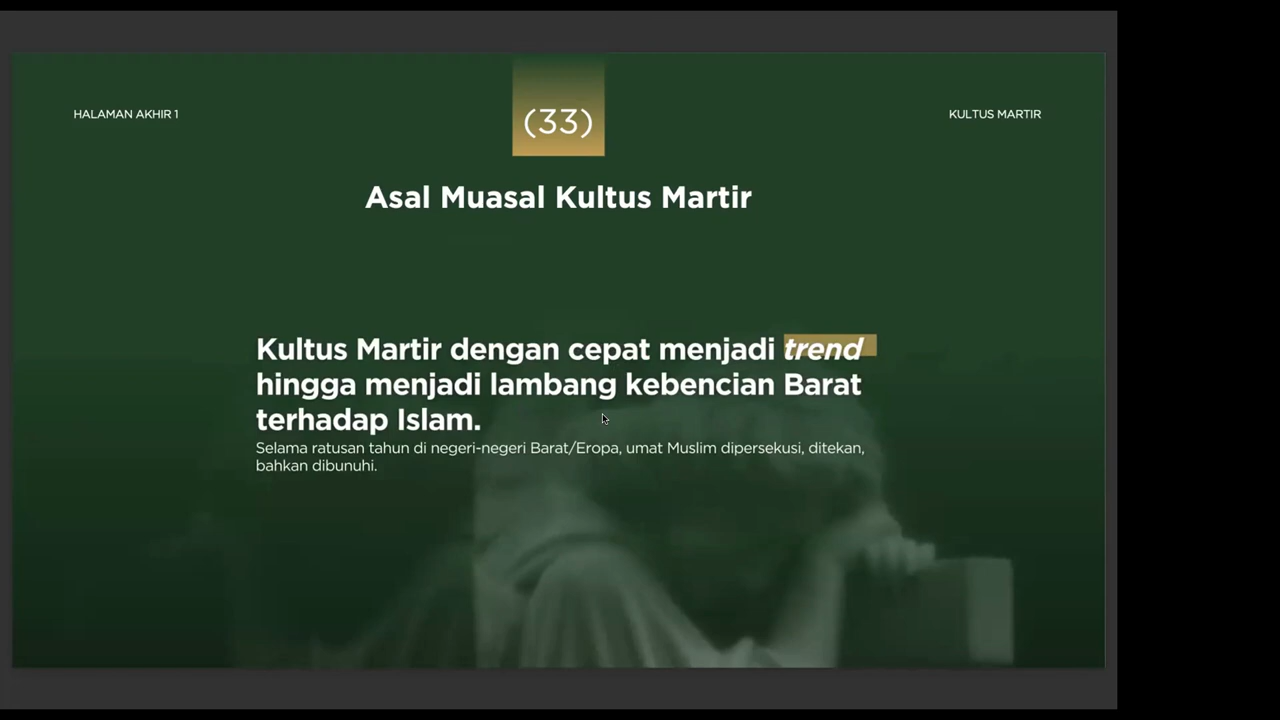 HALAMAN AKHIR 1
(33)
KULTUS MARTIR
Asal Muasal Kultus Martir
Kultus Martir dengan cepat menjadi trend
hingga menjadi lambang kebencian Barat
terhadap Islam.
Selama ratusan tahun di negeri-negeri Barat/Eropa, umat Muslim dipersekusi, ditekan,
bahkan dibunuhi.